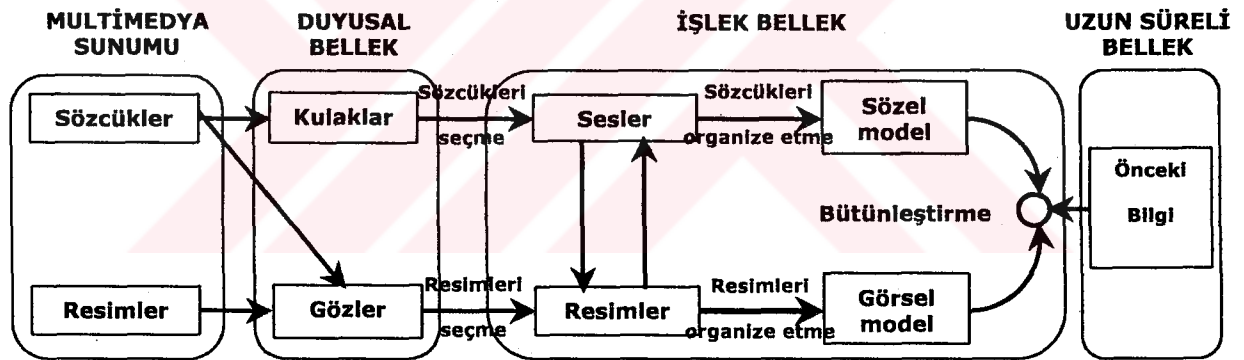 MULTİMEDYA
SUNUMU
DUYUSAL
BELLEK
İŞLEK BELLEK
UZUN SÜRELİ
BELLEK
Sözcükler
Kulaklar
Sözcükleri
seçme
Sesler
Sözcükleri
organize etme
Sözel
model
Önceki
Bilgi
Bütünleştirme
Resimler
Gözler
Resimleri
seçme
Resimler
Resimleri
organize etme
Görsel
model